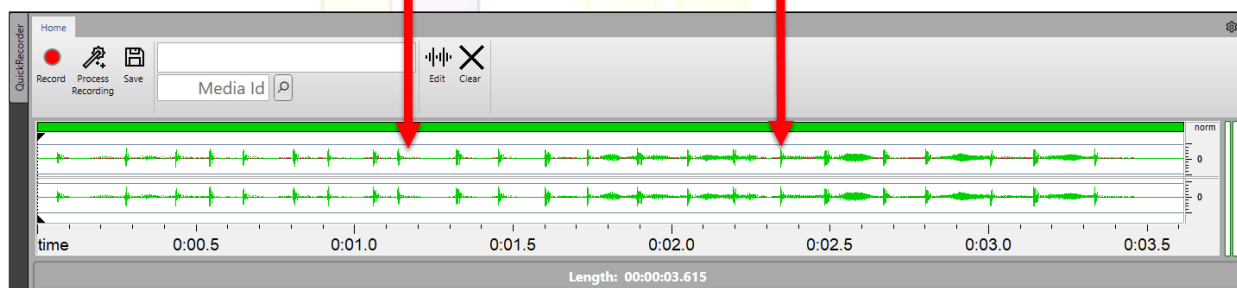 QuickRecorder
Home
Record
Process
Recording
Save
Media Id
Edit
Clear
norm
0
0
time 0:00.5 0:01.0 0:01.5 0:02.0 0:02.5 0:03.0 0:03.5
Length: 00:00:03.615